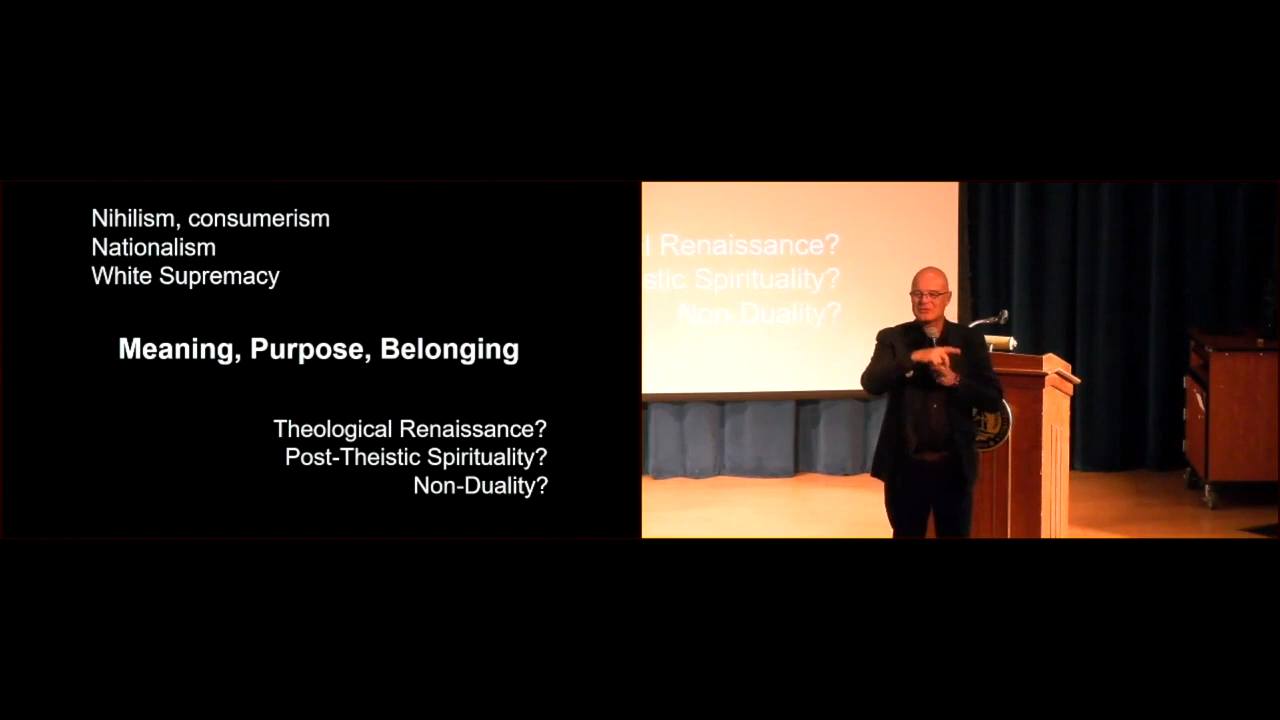 Nihilism, consumerism
Nationalism
White Supremacy
Meaning, Purpose, Belonging
Theological Renaissance?
Post-Theistic Spirituality?
Non-Duality?
l Renaissance?
stic Spirituality?
Non-Duality?